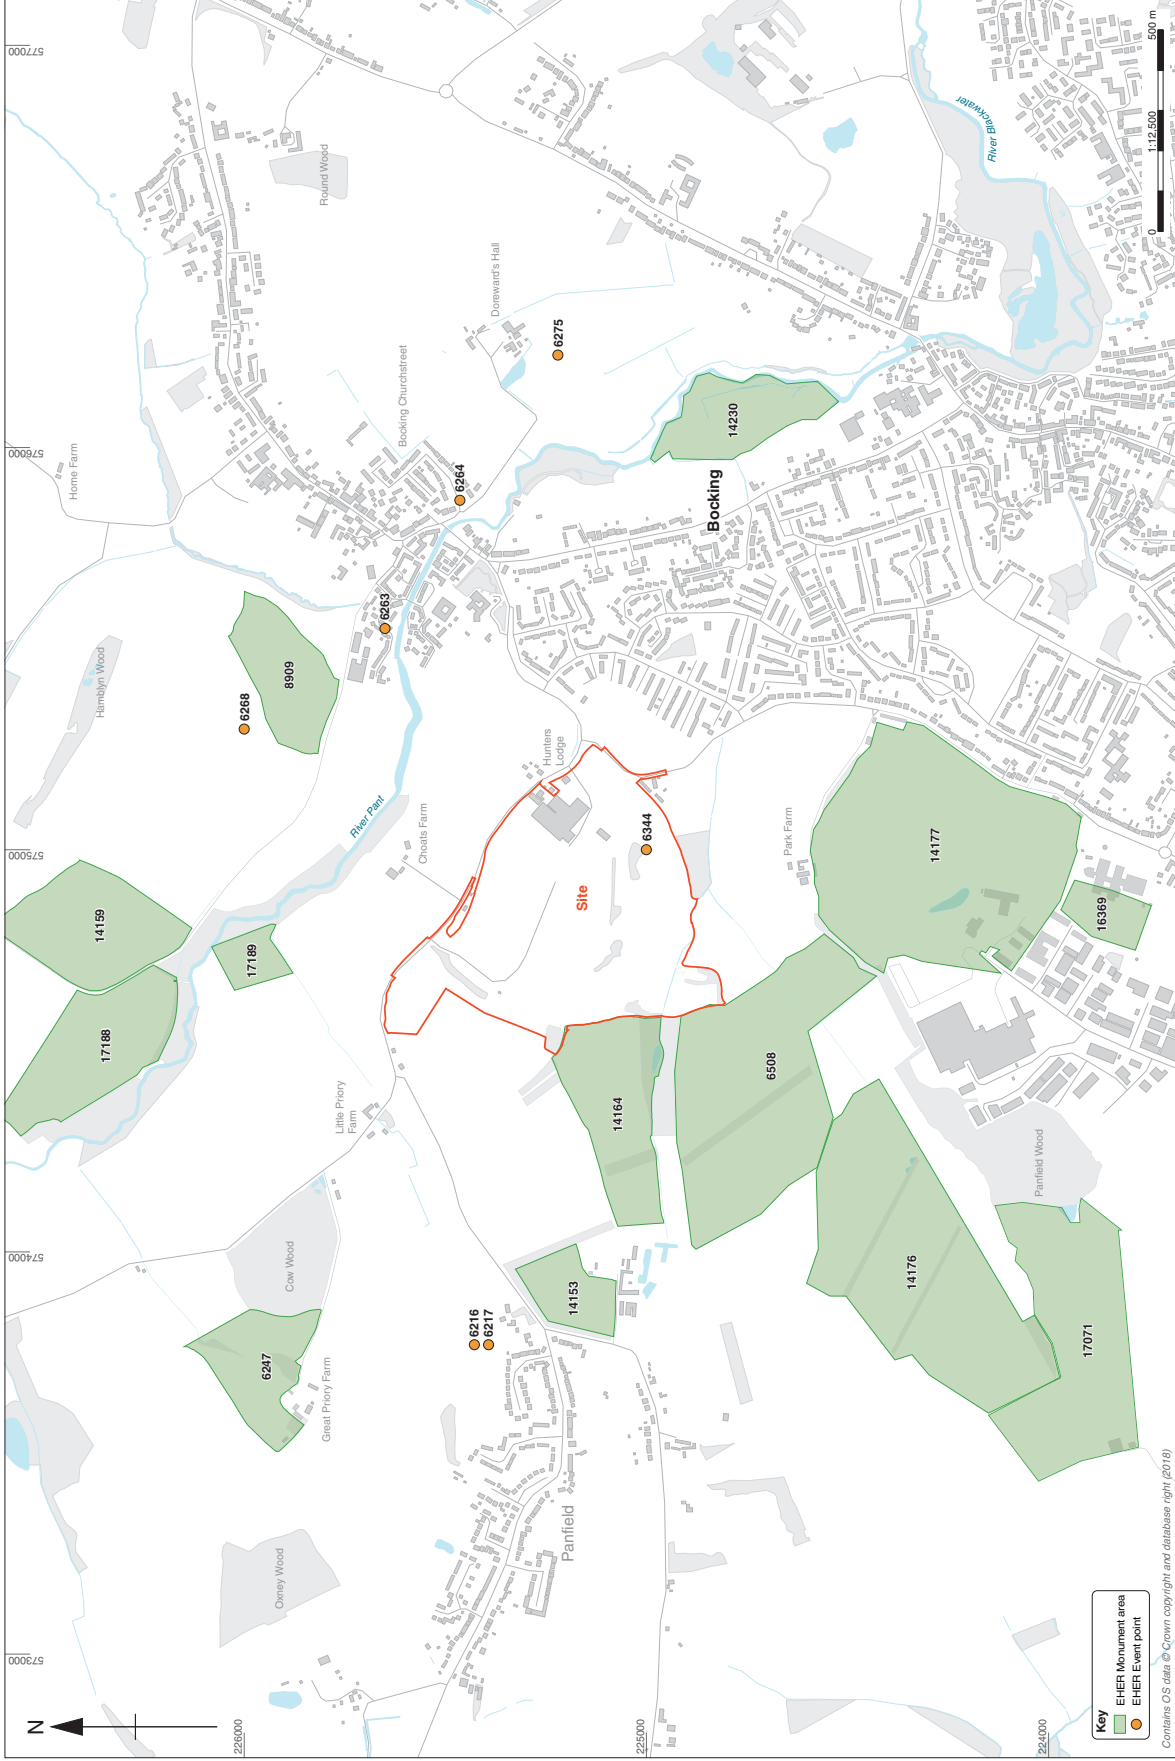 N
573000
574000
575000
576000
577000
226000
225000
224000
Oxney Wood
Great Priory Farm
6247
Cow Wood
Little Priory
Farm
17188
14159
17189
Hamblyn Wood
6268
8909
Home Farm
Round Wood
River Pant
Choats Farm
6263
6264
Bocking Churchstreet
Doreward's Hall
6275
Panfield
6216
6217
14153
14164
Site
6344
Hunters
Lodge
Bocking
14230
River Blackwater
6508
Park Farm
14177
16369
14176
Panfield Wood
17071
Key
EHER Monument area
EHER Event point
0
1:12,500
500 m
Contains OS data © Crown copyright and database right (2018)